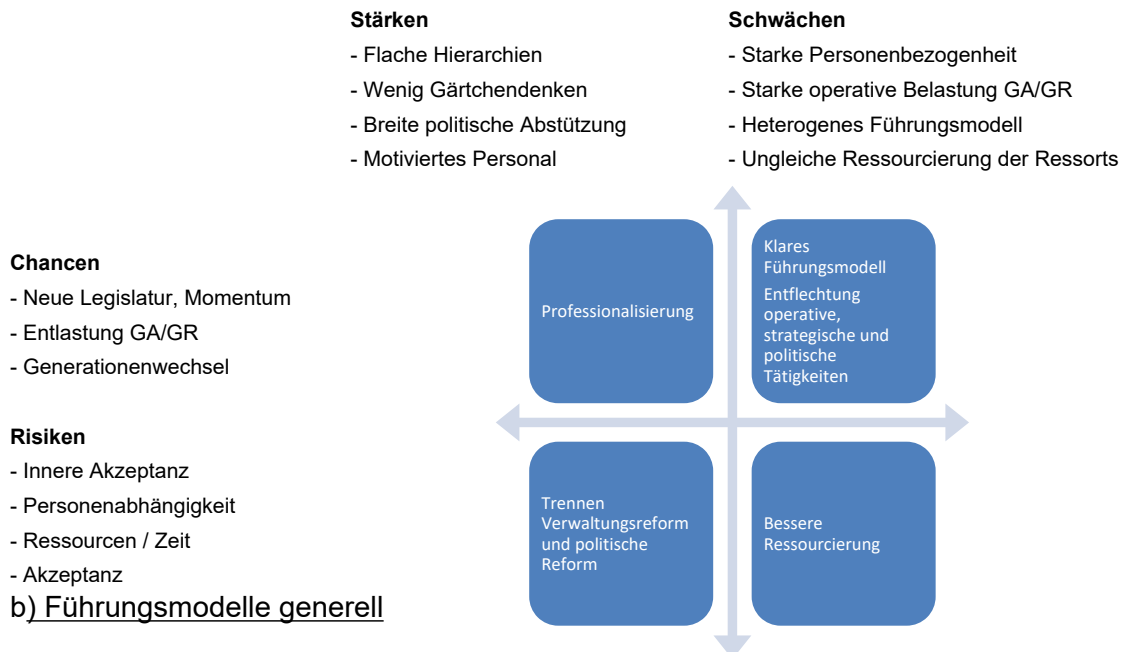 Stärken
- Flache Hierarchien
- Wenig Gärtchendenken
- Breite politische Abstützung
- Motiviertes Personal
Schwächen
- Starke Personenbezogenheit
- Starke operative Belastung GA/GR
- Heterogenes Führungsmodell
- Ungleiche Ressourcierung der Ressorts
Chancen
- Neue Legislatur, Momentum
- Entlastung GA/GR
- Generationenwechsel
Professionalisierung
Klares
Führungsmodell
Entflechtung
operative,
strategische und
politische
Tätigkeiten
Risiken
- Innere Akzeptanz
- Personenabhängigkeit
- Ressourcen / Zeit
- Akzeptanz
Trennen
Verwaltungsreform
und politische
Reform
Bessere
Ressourcierung
b) Führungsmodelle generell